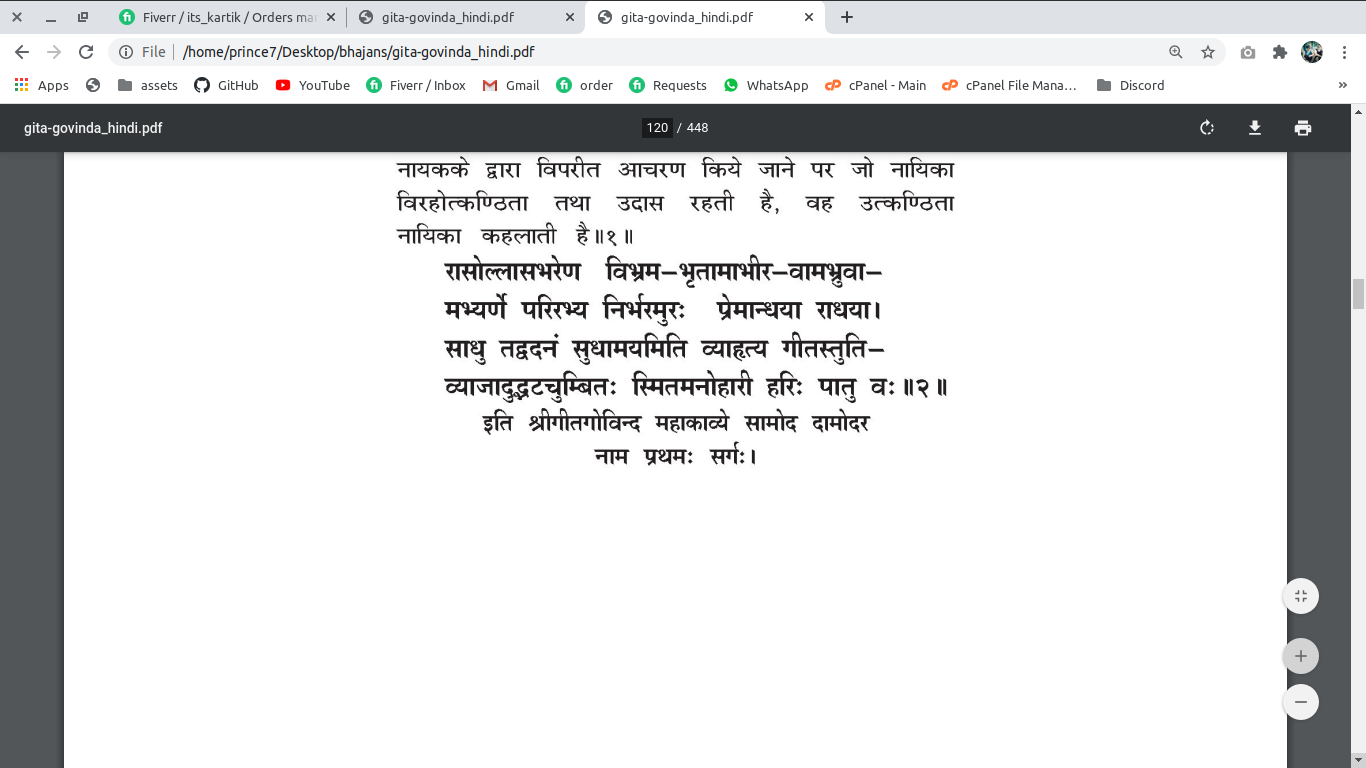 Fiverr / its_kartik / Orders ma
gita-govinda_hindi.pdf
gita-govinda_hindi.pdf
File
/home/prince7/Desktop/bhajans/gita-govinda_hindi.pdf
Apps
assets
GitHub
YouTube
Fiverr / Inbox
Gmail
order
Requests
WhatsApp
cPanel - Main
cPanel File Mana…
Discord
»
gita-govinda_hindi.pdf
120 / 448
नायकके द्वारा विपरीत आचरण किये जाने पर जो नायिका
विरहोत्कण्ठिता तथा उदास रहती है, वह उत्कण्ठिता
नायिका कहलाती है॥१॥
रासोल्लासभरेण विभ्रम–भृतामाभीर–वामभ्रुवा–
मभ्यर्णे परिरभ्य निर्भरमुरः प्रेमान्धया राधया।
साधु तद्वदनं सुधामयमिति व्याहृत्य गीतस्तुति–
व्याजादुद्भटचुम्बितः स्मितमनोहारी हरिः पातु वः॥२॥
इति श्रीगीतगोविन्द महाकाव्ये सामोद दामोदर
नाम प्रथमः सर्गः।